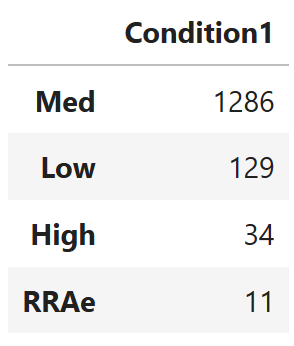 Condition1
Med 1286
Low 129
High 34
RRAe 11